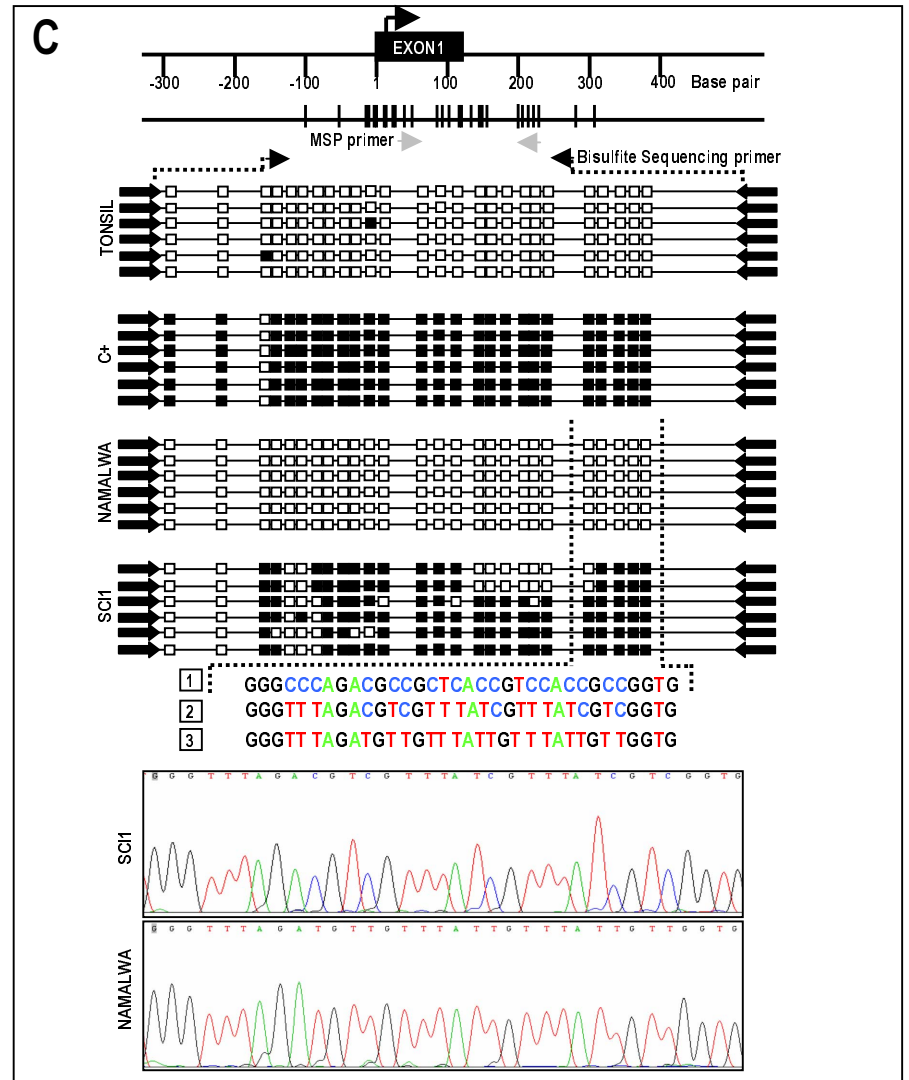 C
EXON1
-300 -200 -100 1 100 200 300 400 Base pair
MSP primer
Bisulfite Sequencing primer
TONSIL
C+
NAMALWA
SCI1
1 GGGCCCAGACGCCGCTCACCGTCCACCGCCGGTG
2 GGGTTTAGACGTCGTTTATCGTTTATCGTCGGTG
3 GGGTTTAGATGTTGTTTATTGTTTATTGTTGGTG
SCI1
G G G T T T A G A C G T C G T T T A T C G T T T A T C G T C G G T G
NAMALWA
G G G T T T A G A T G T T G T T T A T T G T T T A T T G T T G G T G